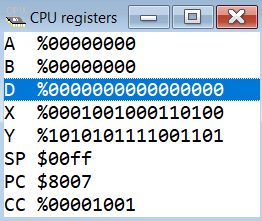 CPU registers
A %00000000
B %00000000
D %0000000000000000
X %0001001000110100
Y %1010101111001101
SP $00ff
PC $8007
CC %00001001